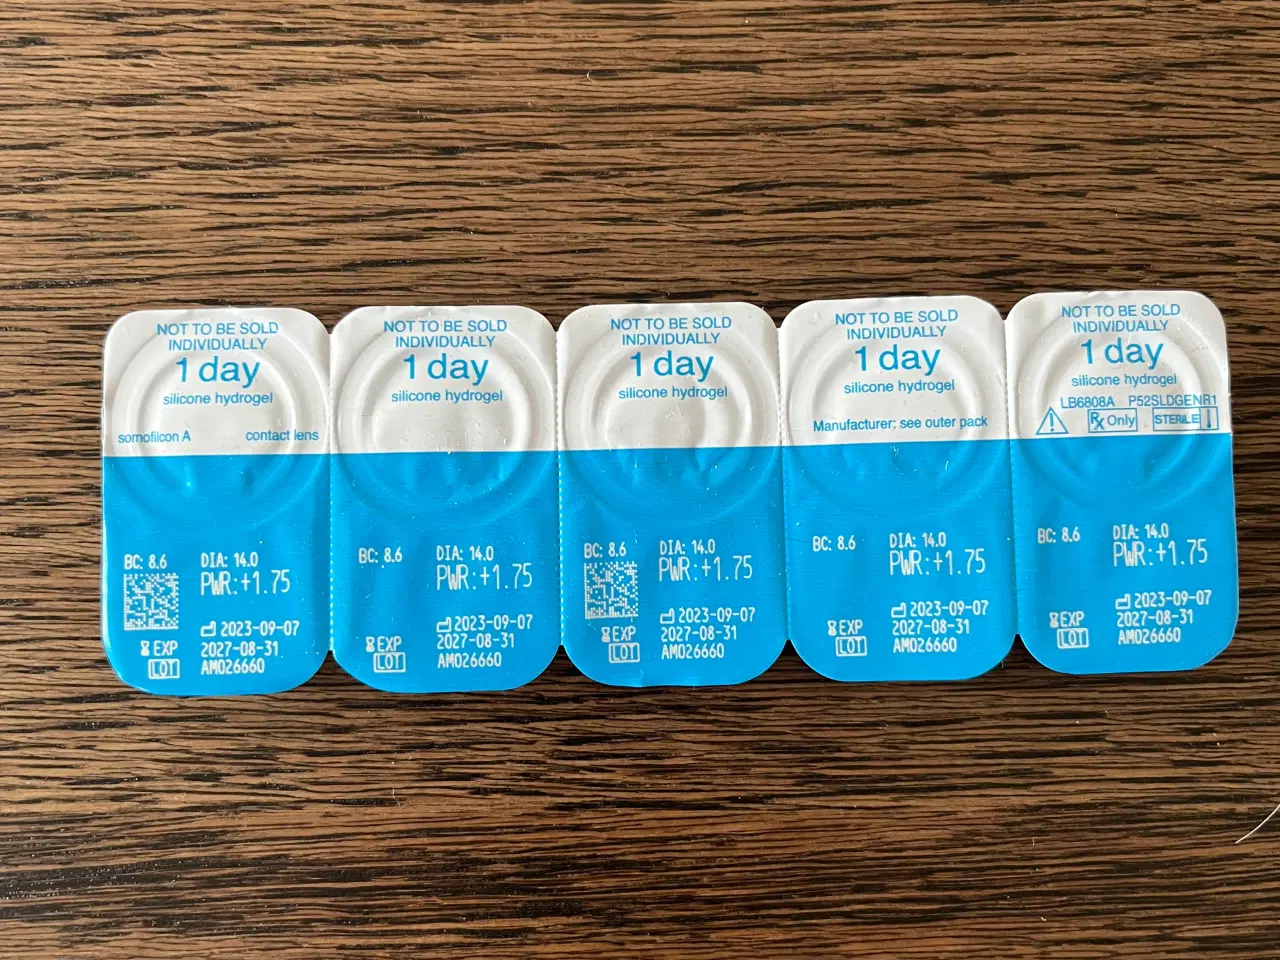 NOT TO BE SOLD
INDIVIDUALLY
1 day
silicone hydrogel
somofilcon A contact lens
BC: 8.6 DIA: 14.0
PWR:+1.75
2023-09-07
EXP 2027-08-31
LOT AM026660
NOT TO BE SOLD
INDIVIDUALLY
1 day
silicone hydrogel
BC: 8.6 DIA: 14.0
PWR:+1.75
2023-09-07
EXP 2027-08-31
LOT AM026660
NOT TO BE SOLD
INDIVIDUALLY
1 day
silicone hydrogel
BC: 8.6 DIA: 14.0
PWR:+1.75
2023-09-07
EXP 2027-08-31
LOT AM026660
NOT TO BE SOLD
INDIVIDUALLY
1 day
silicone hydrogel
Manufacturer: see outer pack
BC: 8.6 DIA: 14.0
PWR:+1.75
2023-09-07
EXP 2027-08-31
LOT AM026660
NOT TO BE SOLD
INDIVIDUALLY
1 day
silicone hydrogel
LB6808A P52SLDGENR1
Rx Only STERILE
BC: 8.6 DIA: 14.0
PWR:+1.75
2023-09-07
EXP 2027-08-31
LOT AM026660